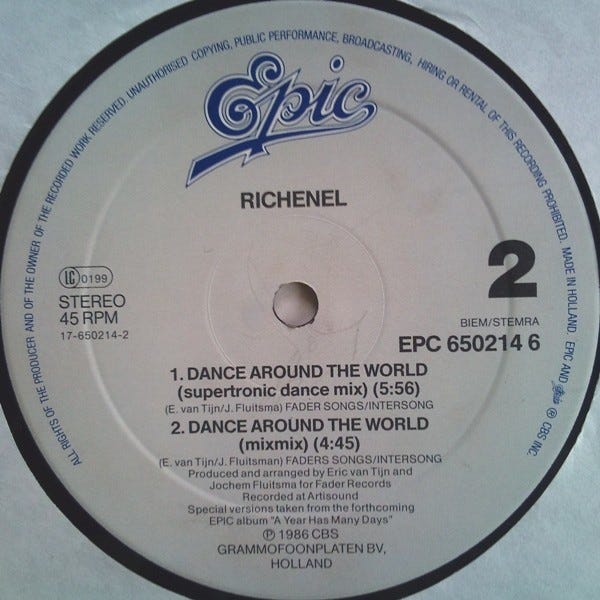 ALL RIGHTS OF THE PRODUCER AND OF THE OWNER OF THE RECORDED WORK RESERVED. UNAUTHORISED COPYING, PUBLIC PERFORMANCE, BROADCASTING, HIRING OR RENTAL OF THIS RECORDING PROHIBITED. MADE IN HOLLAND. EPIC AND Epic ® CBS INC.
Epic
RICHENEL
LC 0199
STEREO
45 RPM
17-650214-2
2
BIEM/STEMRA
EPC 650214 6
1. DANCE AROUND THE WORLD
(supertronic dance mix) (5:56)
(E. van Tijn/J. Fluitsma) FADER SONGS/INTERSONG
2. DANCE AROUND THE WORLD
(mixmix) (4:45)
(E. van Tijn/J. Fluitsman) FADERS SONGS/INTERSONG
Produced and arranged by Eric van Tijn and
Jochem Fluitsma for Fader Records
Recorded at Artisound
Special versions taken from the forthcoming
EPIC album "A Year Has Many Days"
℗ 1986 CBS
GRAMMOFOONPLATEN BV,
HOLLAND